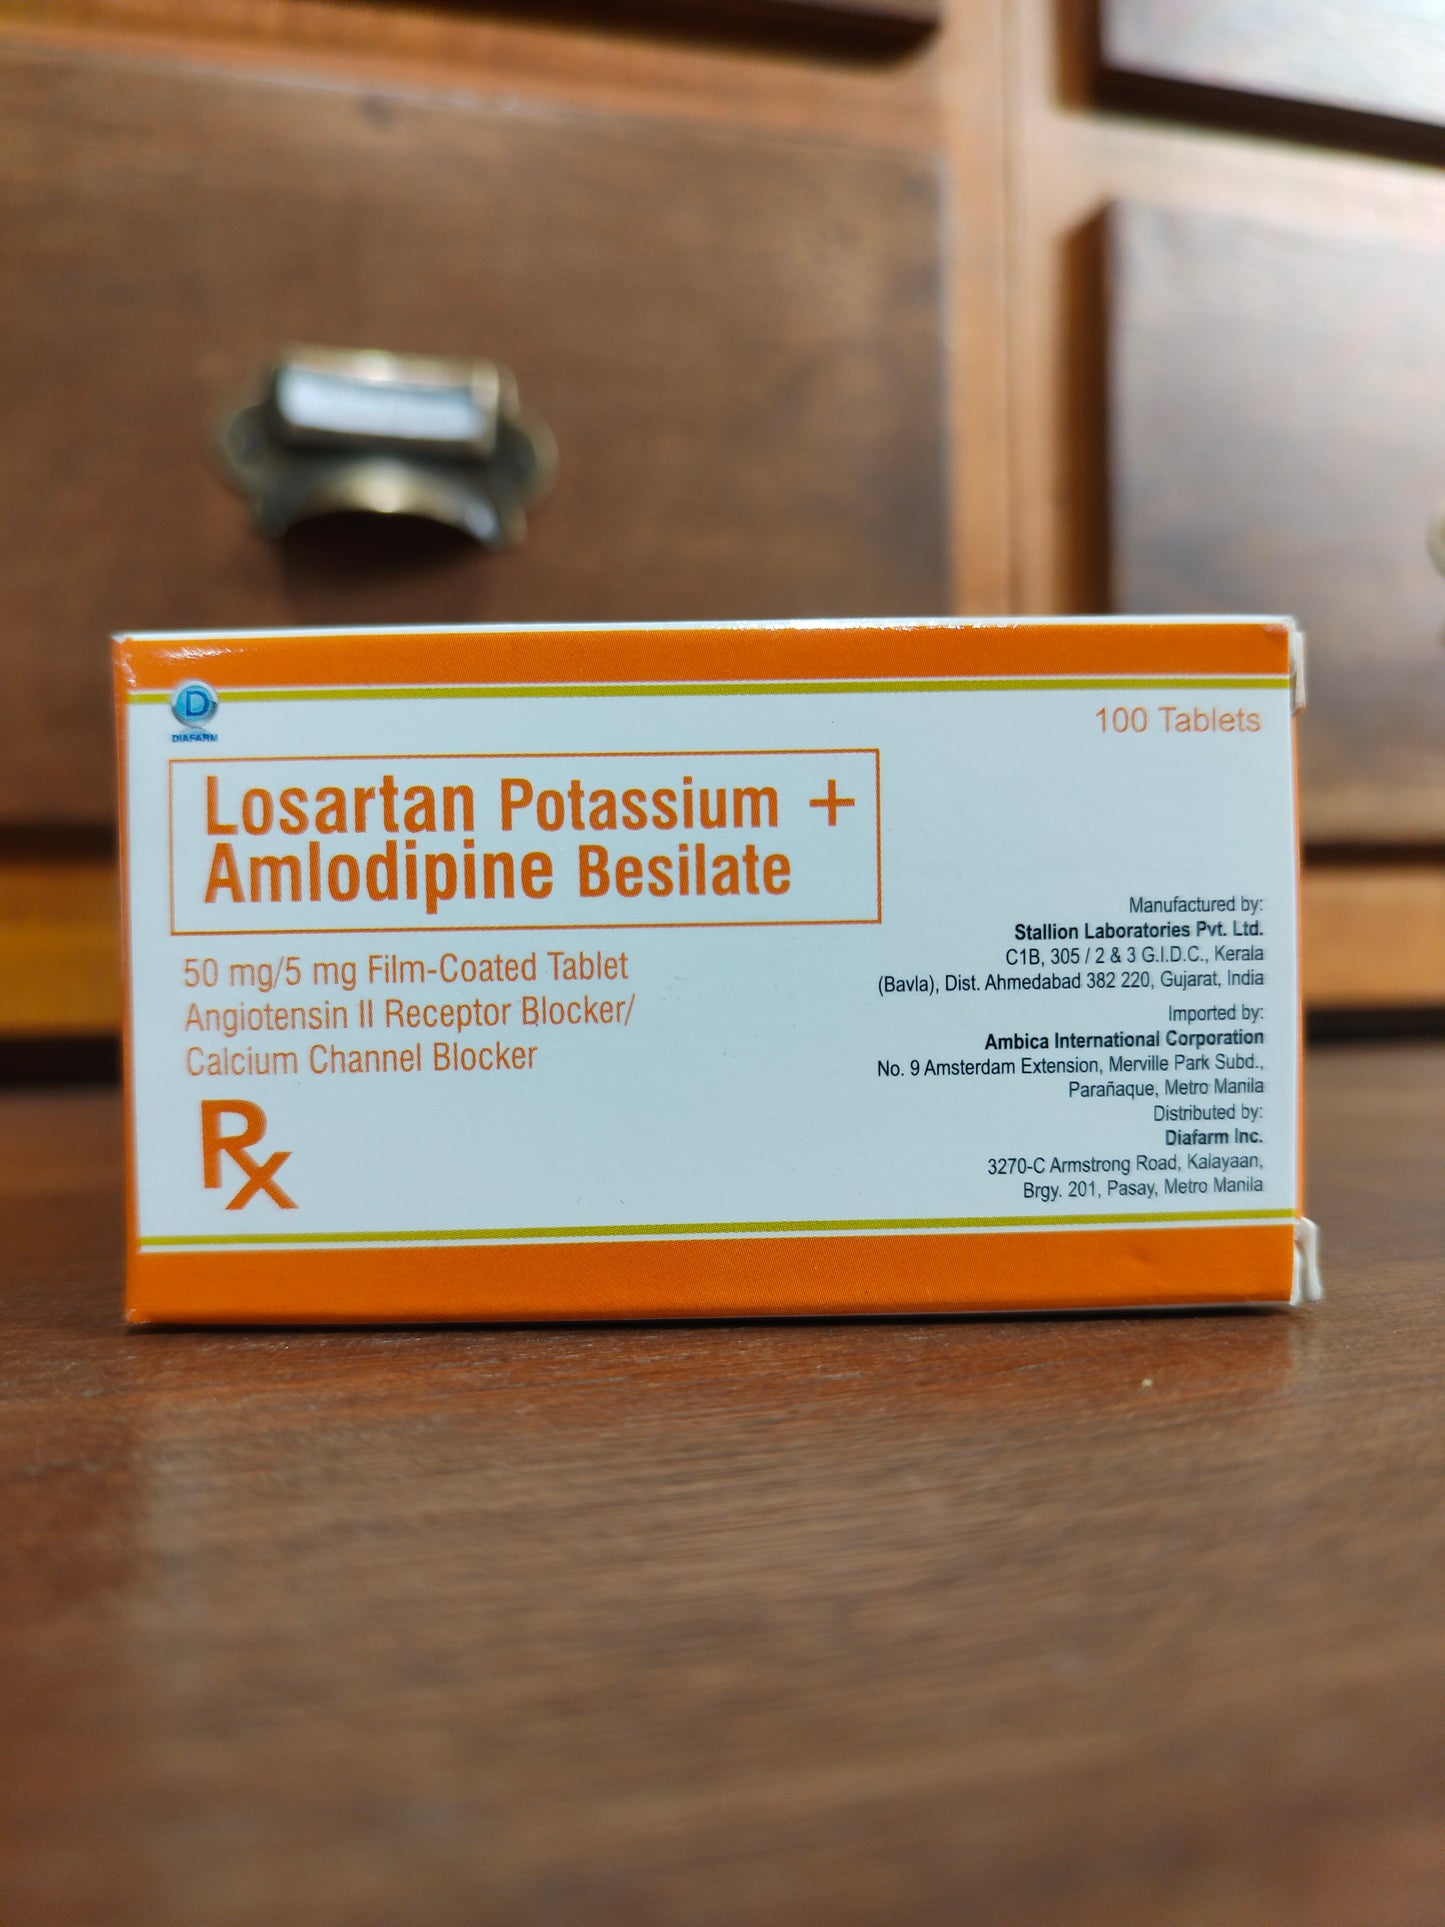 D
DIAFARM
100 Tablets
Losartan Potassium +
Amlodipine Besilate
50 mg/5 mg Film-Coated Tablet
Angiotensin II Receptor Blocker/
Calcium Channel Blocker
Rx
Manufactured by:
Stallion Laboratories Pvt. Ltd.
C1B, 305 / 2 & 3 G.I.D.C., Kerala
(Bavla), Dist. Ahmedabad 382 220, Gujarat, India
Imported by:
Ambica International Corporation
No. 9 Amsterdam Extension, Merville Park Subd.,
Parañaque, Metro Manila
Distributed by:
Diafarm Inc.
3270-C Armstrong Road, Kalayaan,
Brgy. 201, Pasay, Metro Manila